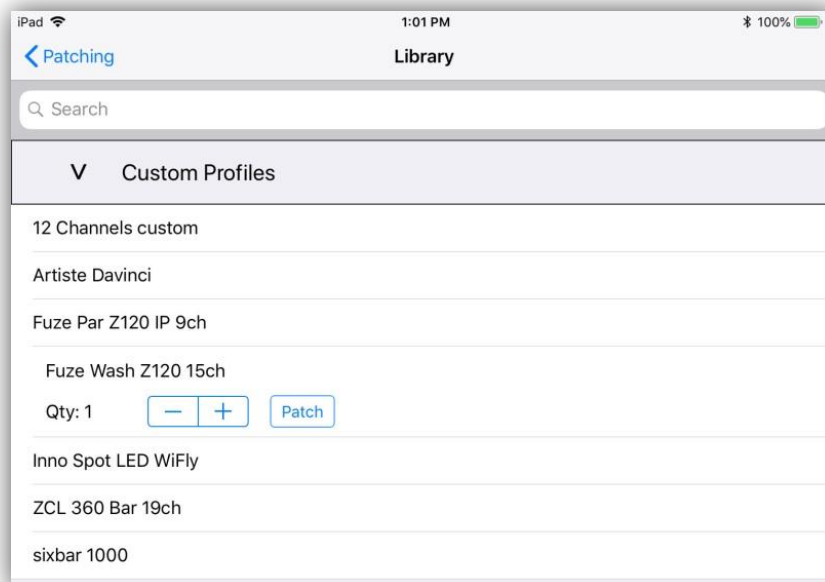 iPad 1:01 PM 100%
Patching Library
Search
V Custom Profiles
12 Channels custom
Artiste Davinci
Fuze Par Z120 IP 9ch
Fuze Wash Z120 15ch
Qty: 1 − + Patch
Inno Spot LED WiFly
ZCL 360 Bar 19ch
sixbar 1000